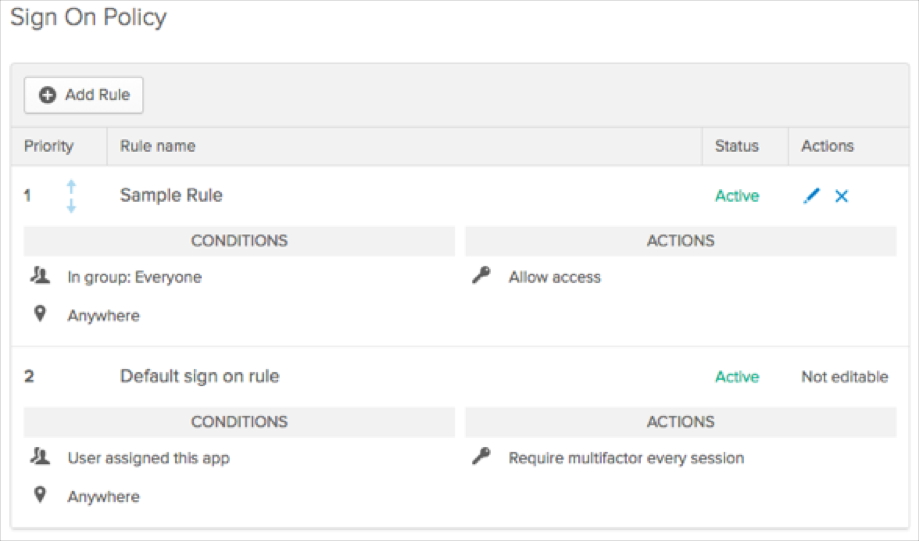 Sign On Policy
Add Rule
Priority Rule name Status Actions
1 Sample Rule Active
CONDITIONS ACTIONS
In group: Everyone Allow access
Anywhere
2 Default sign on rule Active Not editable
CONDITIONS ACTIONS
User assigned this app Require multifactor every session
Anywhere